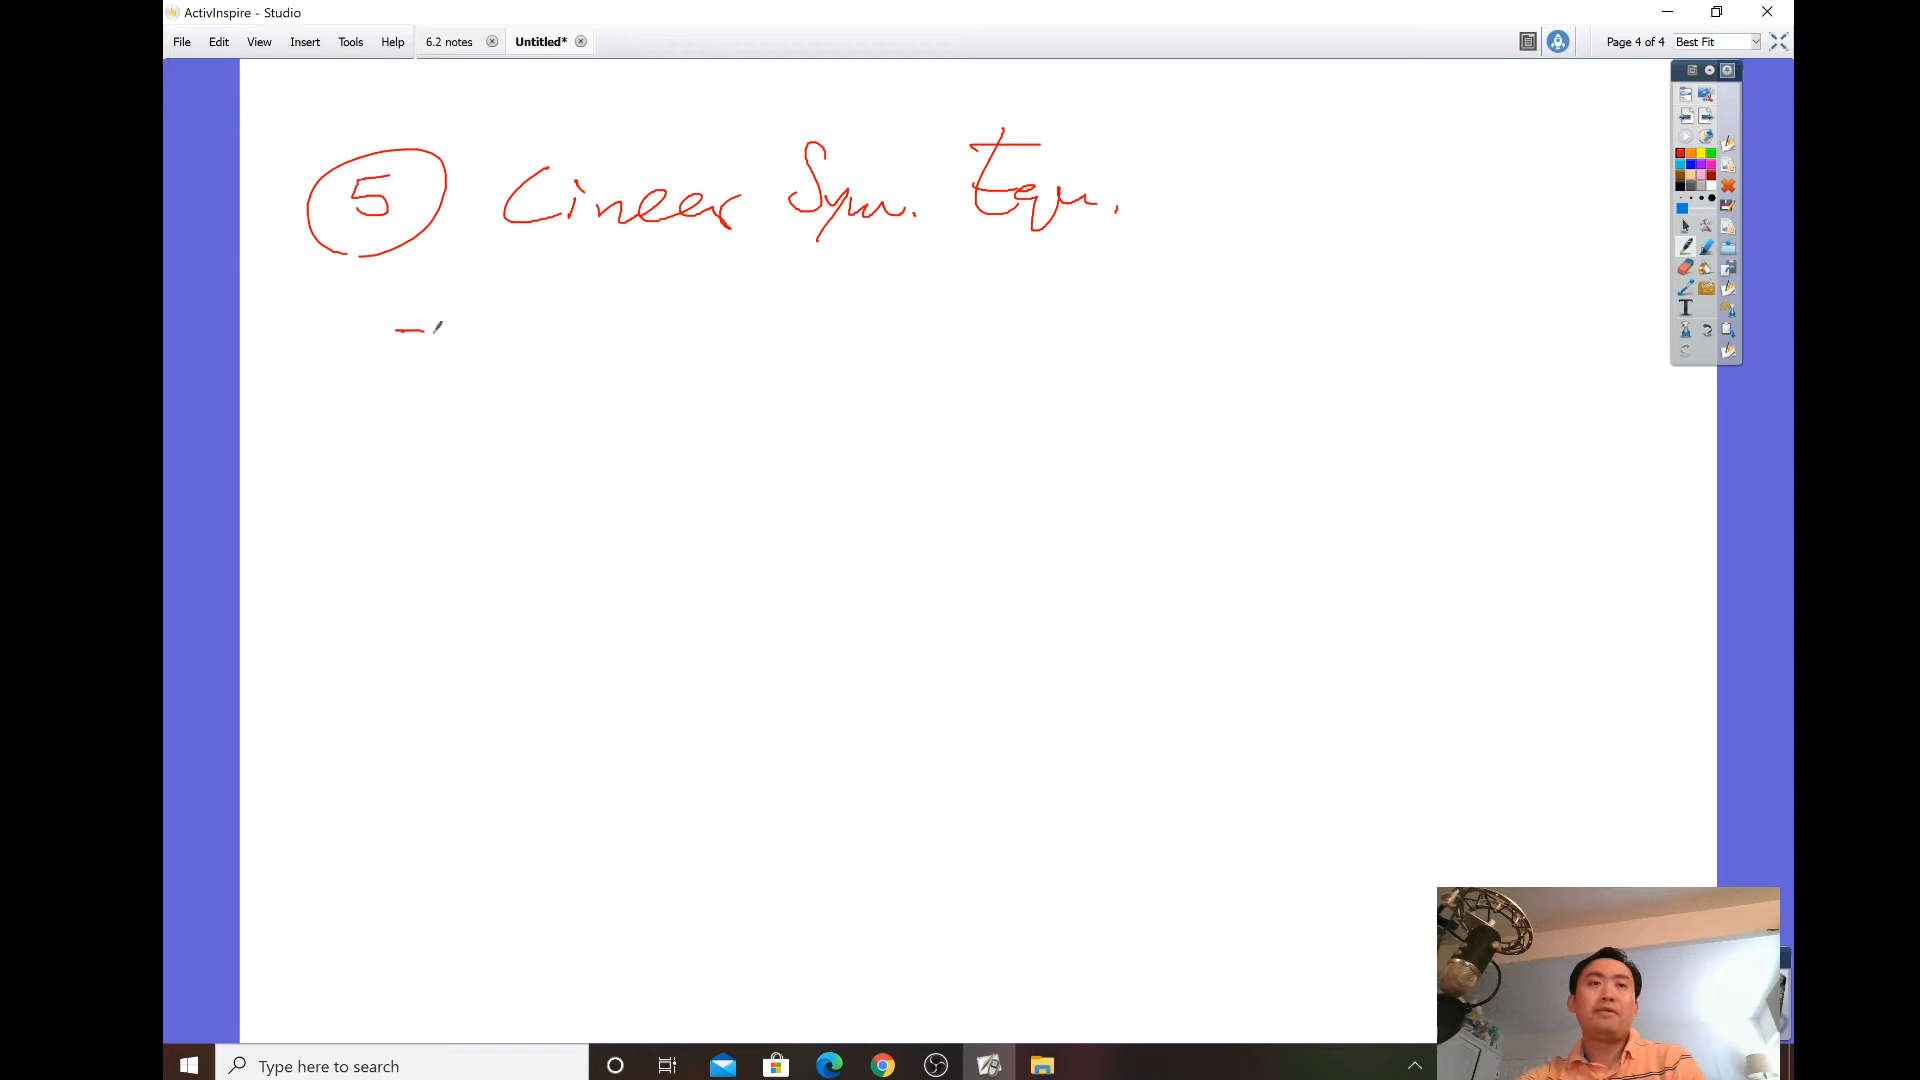 ActivInspire - Studio
File Edit View Insert Tools Help 6.2 notes Untitled* Page 4 of 4 Best Fit
5 Linear Sym. Equ.
-
T
Type here to search